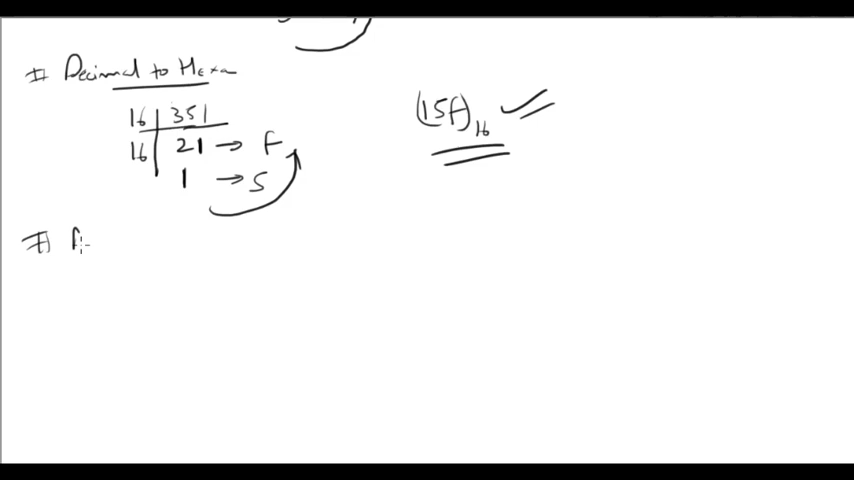 # Decimal to Hexa
16 | 351
16 | 21 → F
1 → 5
(15F)16
#